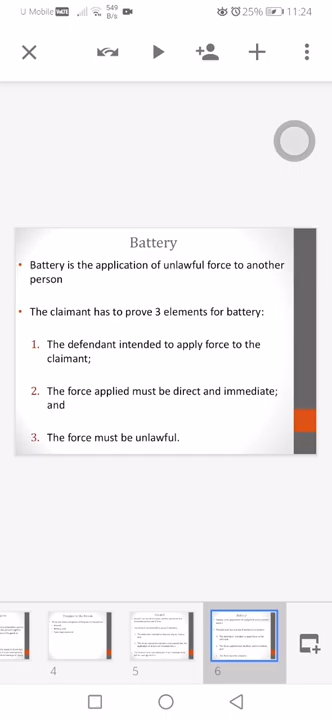 U Mobile VoLTE 549 B/s 25% 11:24
Battery
• Battery is the application of unlawful force to another
person
• The claimant has to prove 3 elements for battery:
1. The defendant intended to apply force to the
claimant;
2. The force applied must be direct and immediate;
and
3. The force must be unlawful.
4 5 6